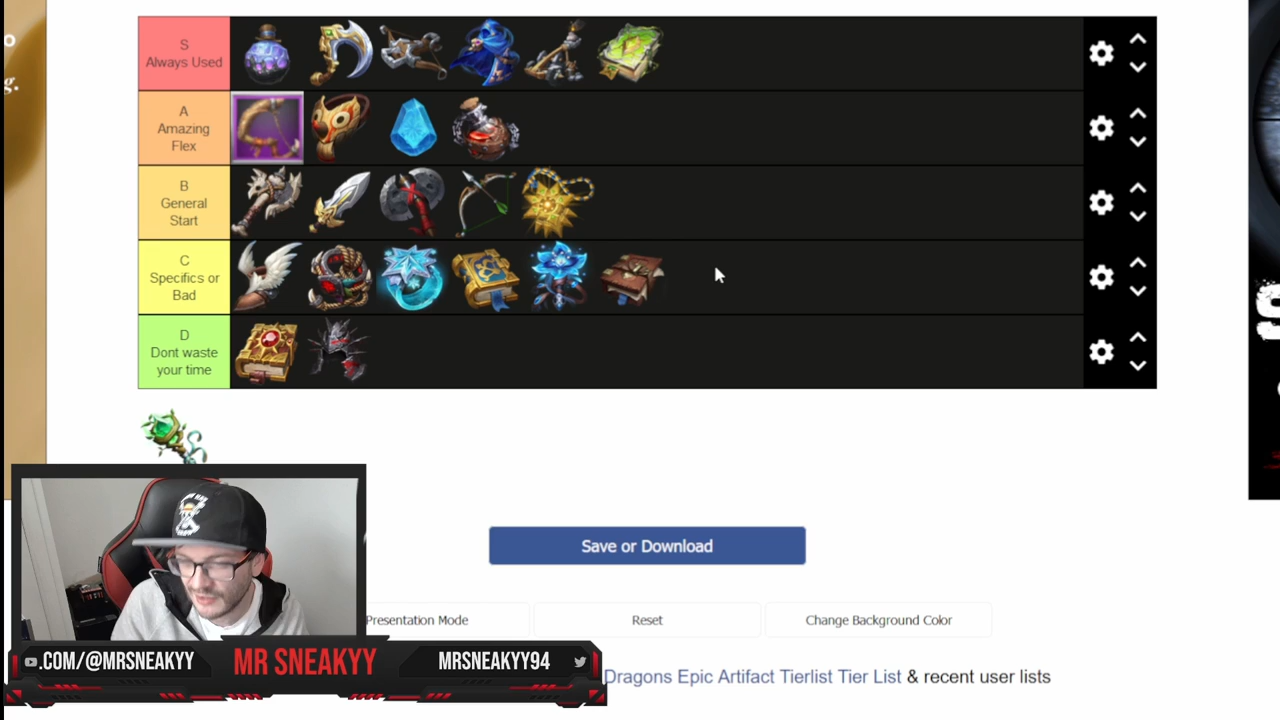 o
g.
S
Always Used
A
Amazing
Flex
B
General
Start
C
Specifics or
Bad
D
Dont waste
your time
S
Save or Download
Presentation Mode
Reset
Change Background Color
.COM/@MRSNEAKYY
MR SNEAKYY
MRSNEAKYY94
Dragons Epic Artifact Tierlist Tier List & recent user lists